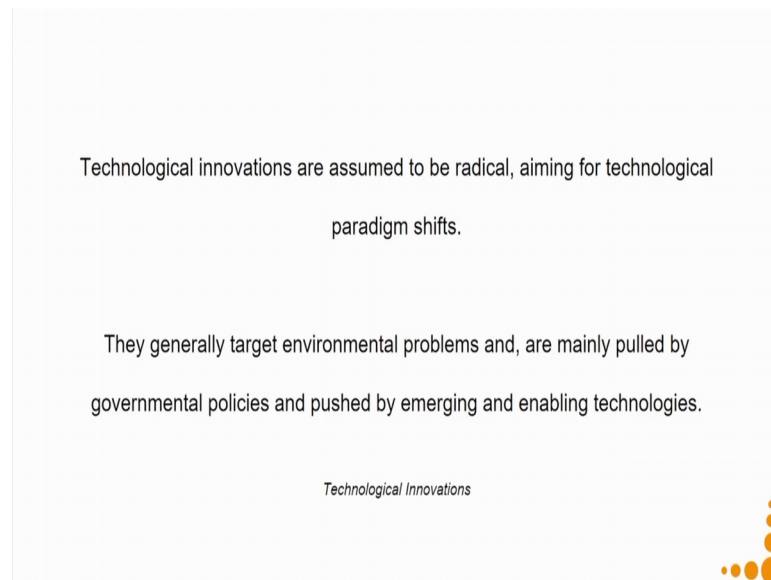 Technological innovations are assumed to be radical, aiming for technological
paradigm shifts.
They generally target environmental problems and, are mainly pulled by
governmental policies and pushed by emerging and enabling technologies.
Technological Innovations